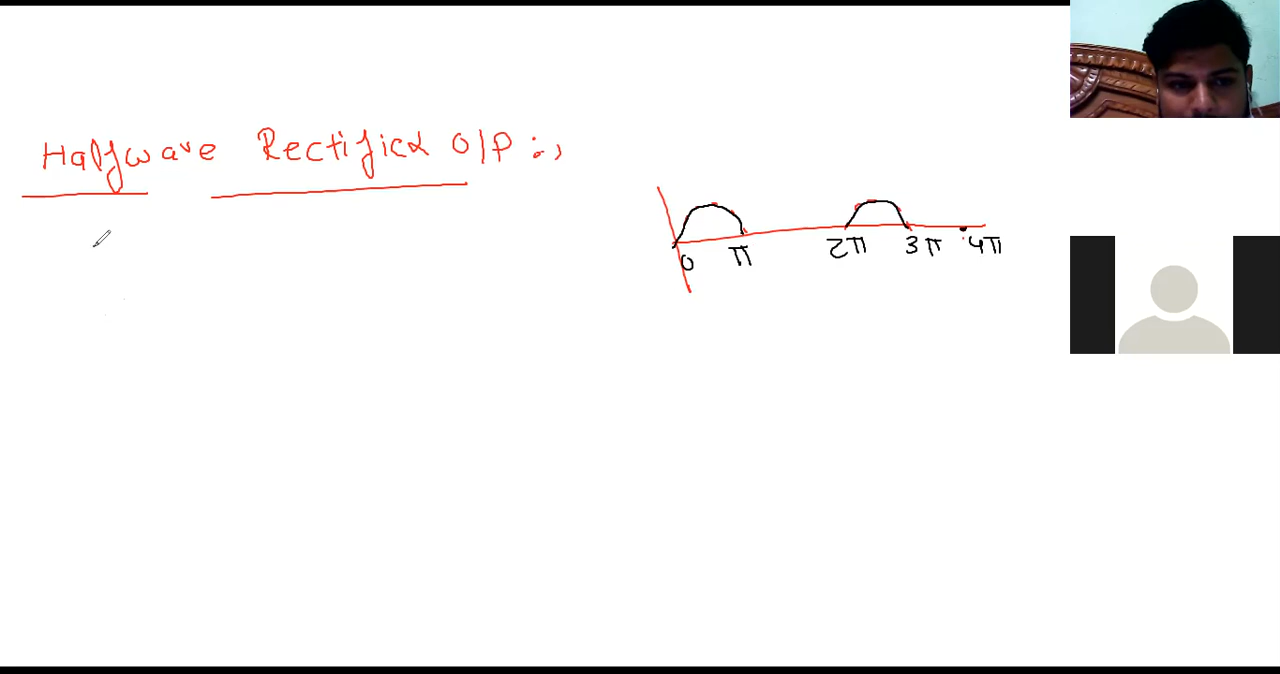 Halfwave Rectified O/P :-,
0 π 2π 3π 4π